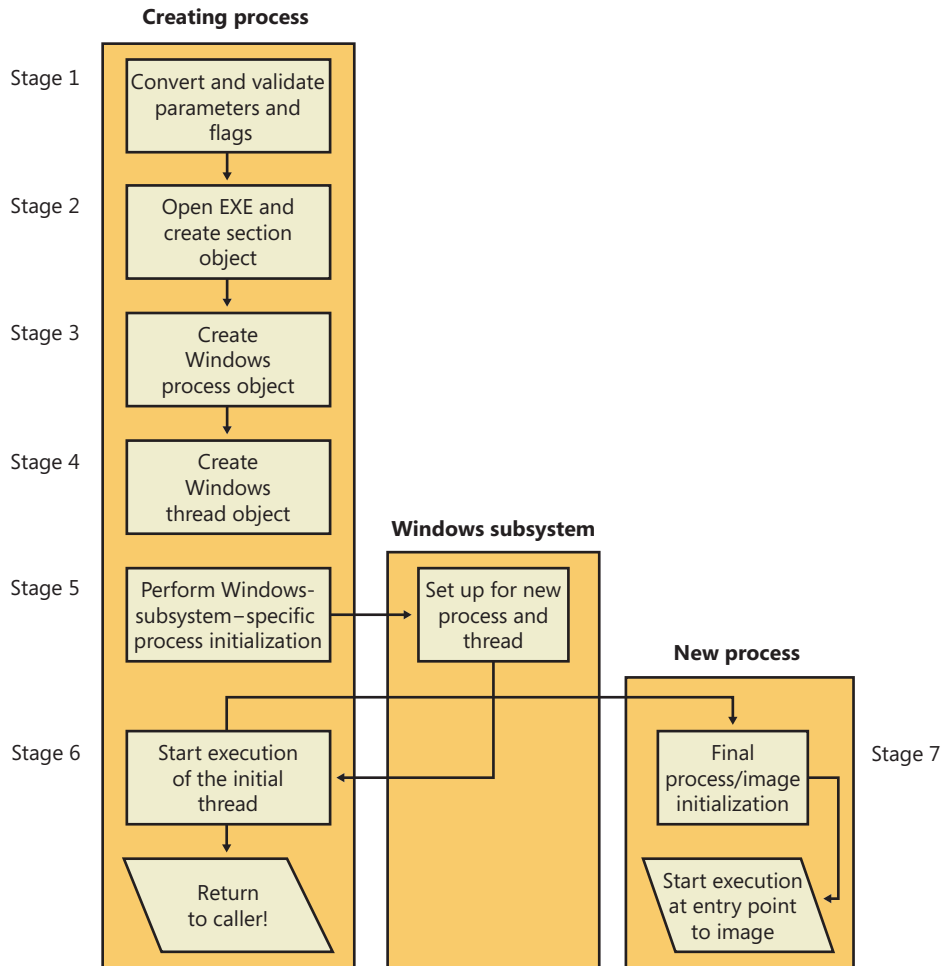 Creating process
Stage 1
Convert and validate
parameters and
flags
Stage 2
Open EXE and
create section
object
Stage 3
Create
Windows
process object
Stage 4
Create
Windows
thread object
Windows subsystem
Stage 5
Perform Windows-
subsystem–specific
process initialization
Set up for new
process and
thread
New process
Stage 6
Start execution
of the initial
thread
Final
process/image
initialization
Stage 7
Return
to caller!
Start execution
at entry point
to image